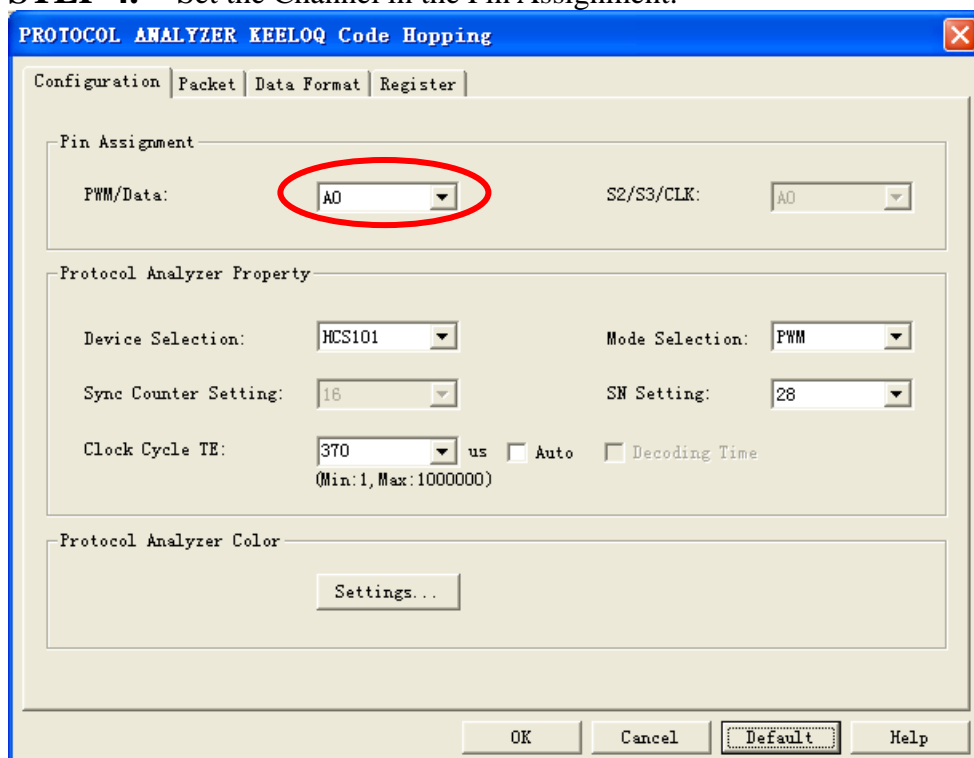 STEP 4. Set the Channel in the Pin Assignment.
PROTOCOL ANALYZER KEELOQ Code Hopping
Configuration Packet Data Format Register
Pin Assignment
PWM/Data: A0 S2/S3/CLK: A0
Protocol Analyzer Property
Device Selection: HCS101 Mode Selection: PWM
Sync Counter Setting: 16 SN Setting: 28
Clock Cycle TE: 370 us Auto Decoding Time
(Min:1,Max:1000000)
Protocol Analyzer Color
Settings...
OK Cancel Default Help